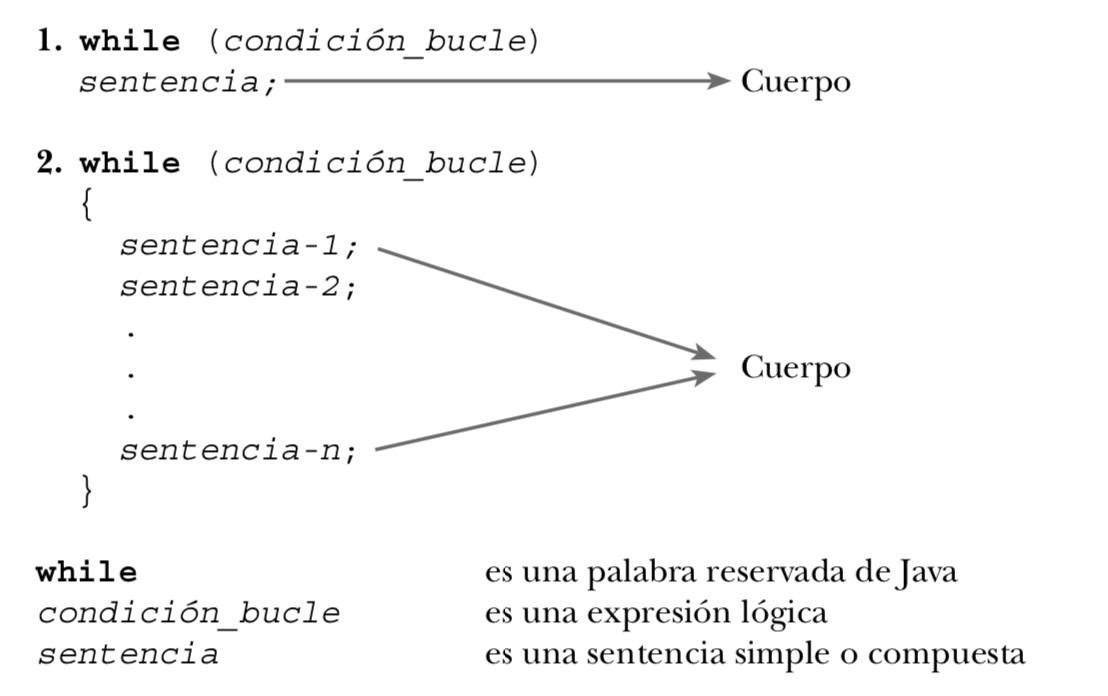 1. while (condición_bucle)
sentencia; Cuerpo
2. while (condición_bucle)
{
sentencia-1;
sentencia-2;
.
.
.
Cuerpo
sentencia-n;
}
while es una palabra reservada de Java
condición_bucle es una expresión lógica
sentencia es una sentencia simple o compuesta